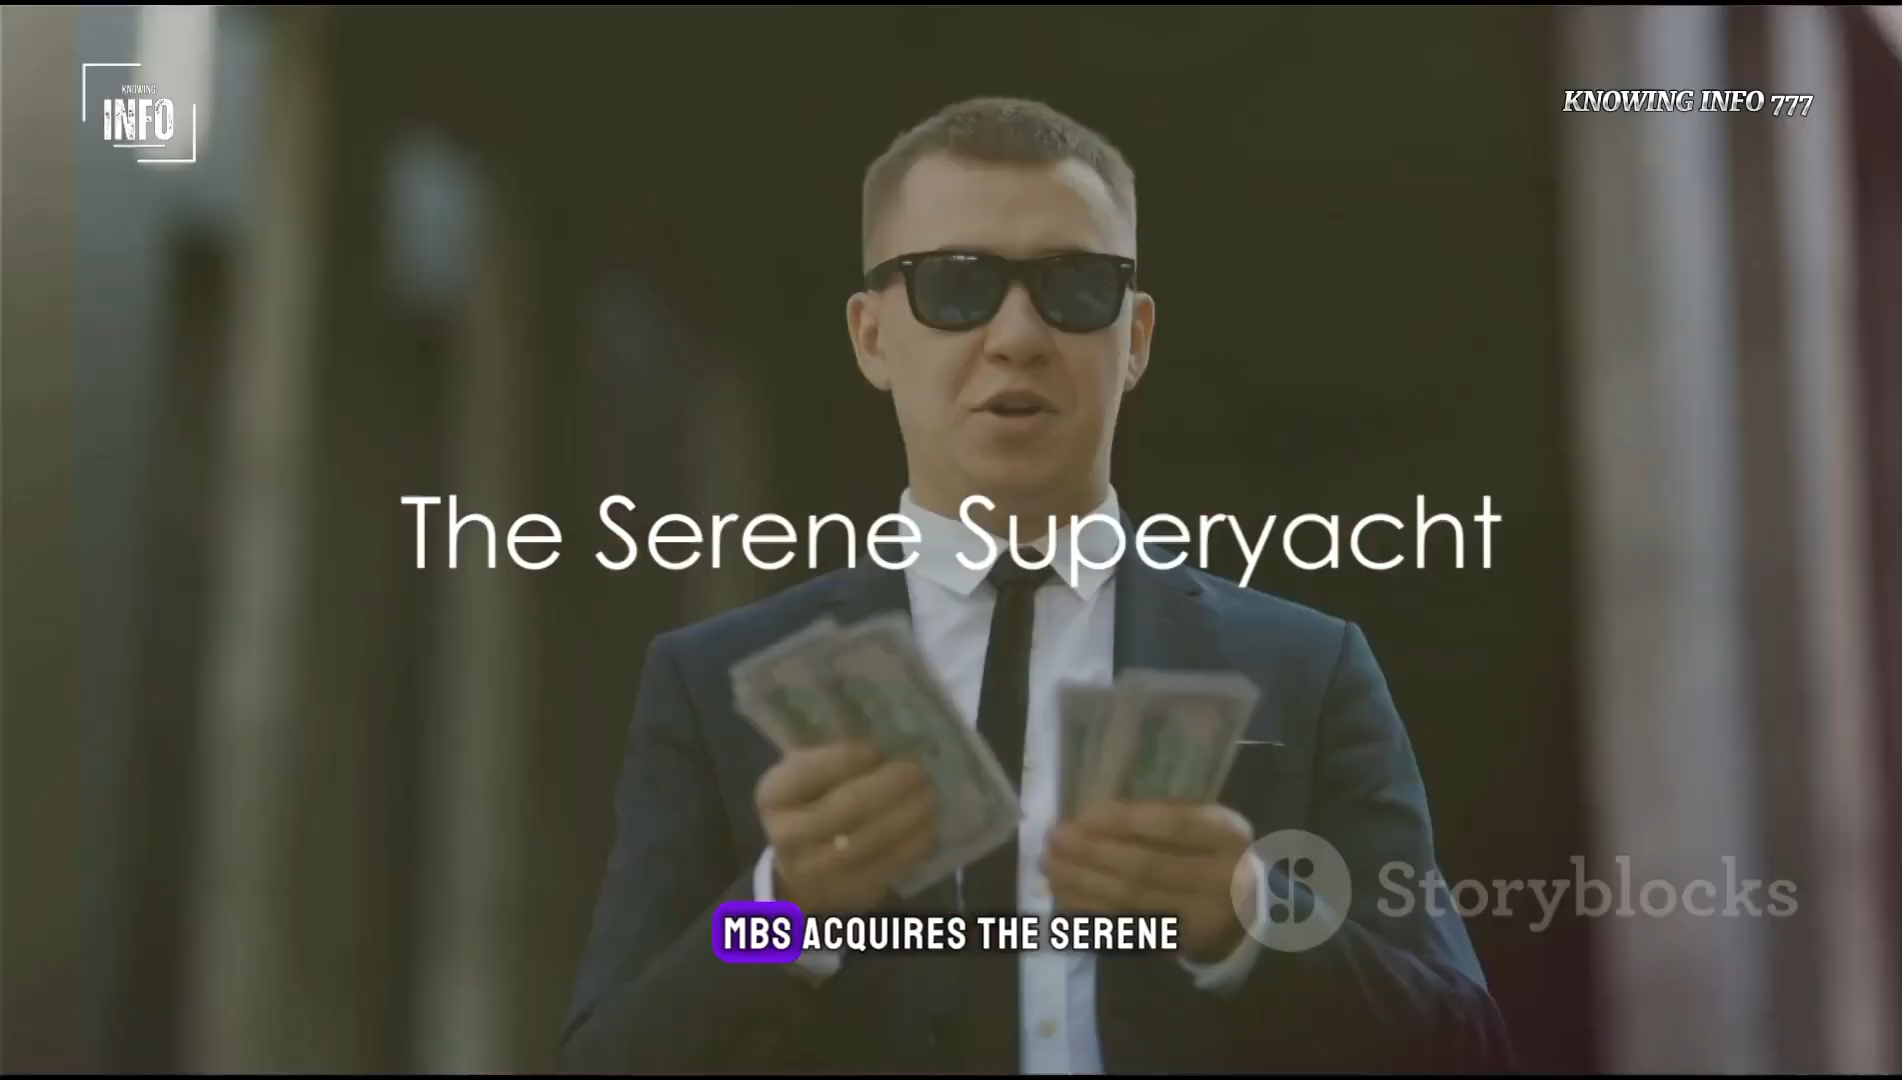 KNOWING
INFO
KNOWING INFO 777
The Serene Superyacht
Storyblocks
MBS ACQUIRES THE SERENE